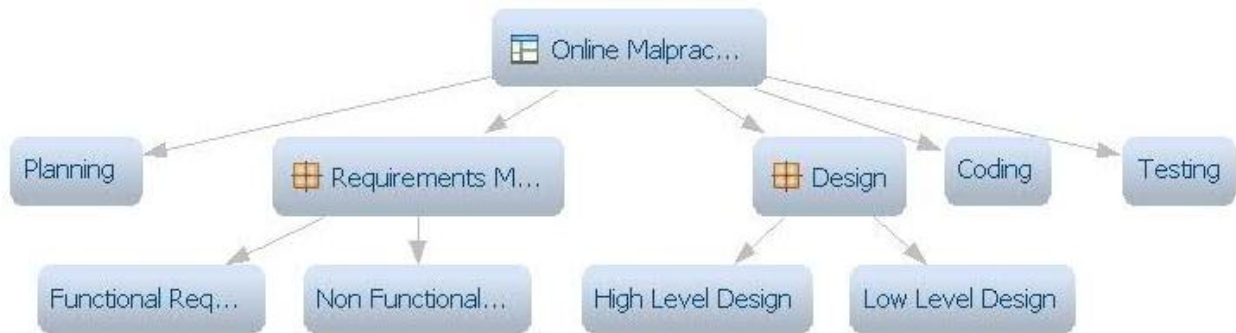 Online Malprac...
Planning
Requirements M...
Design
Coding
Testing
Functional Req...
Non Functional...
High Level Design
Low Level Design